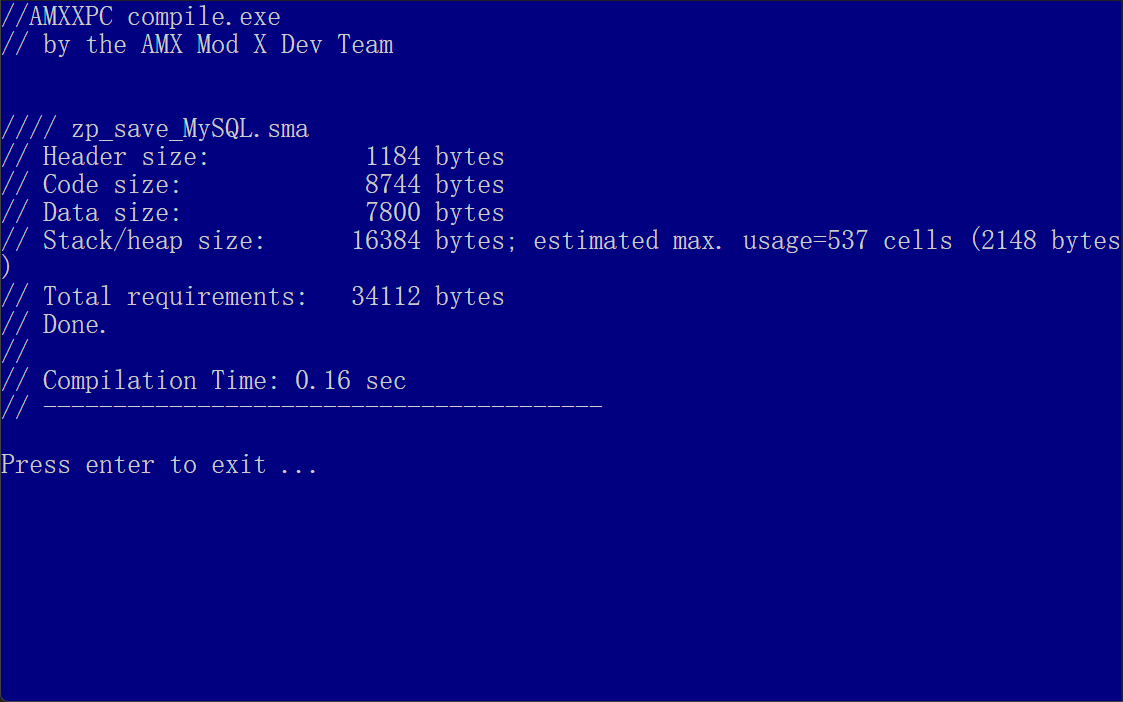 //AMXXPC compile.exe
// by the AMX Mod X Dev Team
//// zp_save_MySQL.sma
// Header size:           1184 bytes
// Code size:             8744 bytes
// Data size:             7800 bytes
// Stack/heap size:      16384 bytes; estimated max. usage=537 cells (2148 bytes
)
// Total requirements:   34112 bytes
// Done.
//
// Compilation Time: 0.16 sec
// ----------------------------------------
Press enter to exit ...